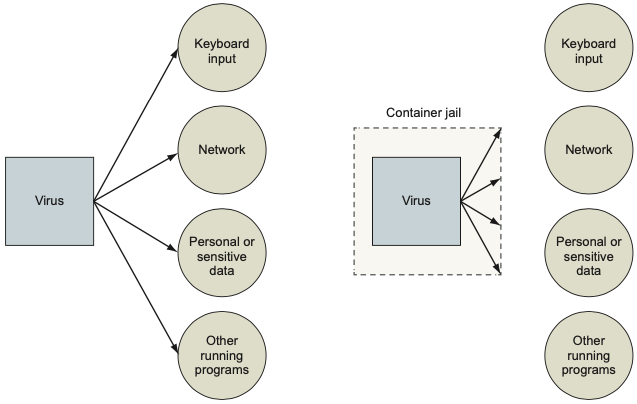 Virus
Keyboard
input
Network
Personal or
sensitive
data
Other
running
programs
Container jail
Virus
Keyboard
input
Network
Personal or
sensitive
data
Other
running
programs